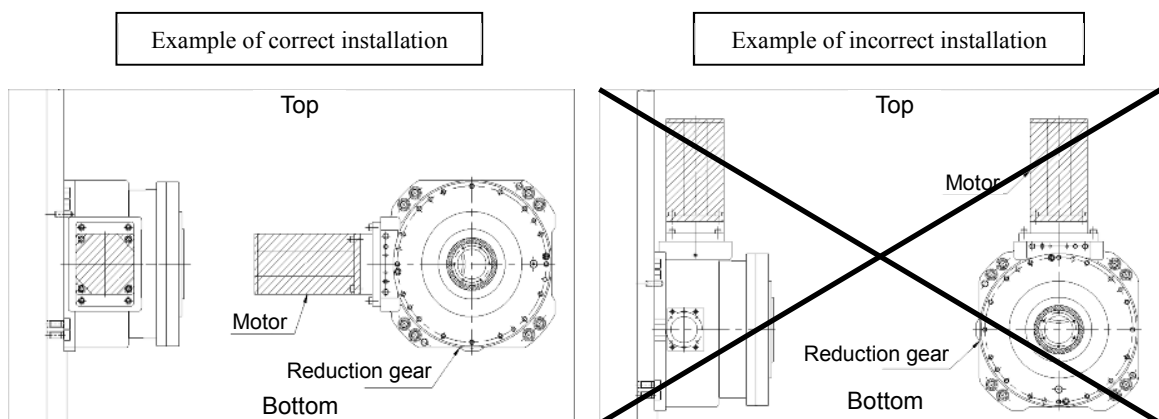 Example of correct installation
Example of incorrect installation
Top
Motor
Reduction gear
Bottom
Top
Motor
Reduction gear
Bottom